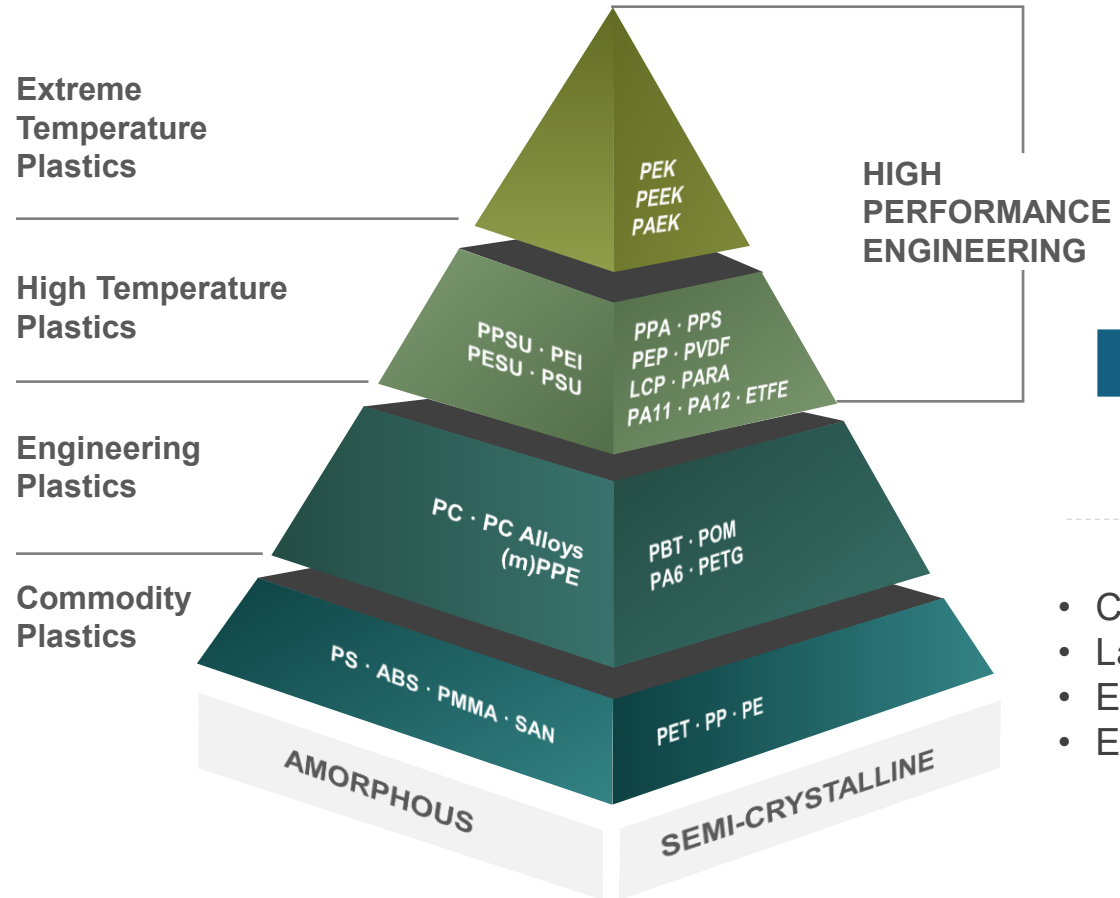 Extreme
Temperature
Plastics
High Temperature
Plastics
Engineering
Plastics
Commodity
Plastics
PEK
PEEK
PAEK
HIGH
PERFORMANCE
ENGINEERING
PPSU · PEI
PESU · PSU
PPA · PPS
PEP · PVDF
LCP · PARA
PA11 · PA12 · ETFE
PC · PC Alloys
(m)PPE
PBT · POM
PA6 · PETG
PS · ABS · PMMA · SAN
PET · PP · PE
AMORPHOUS
SEMI-CRYSTALLINE